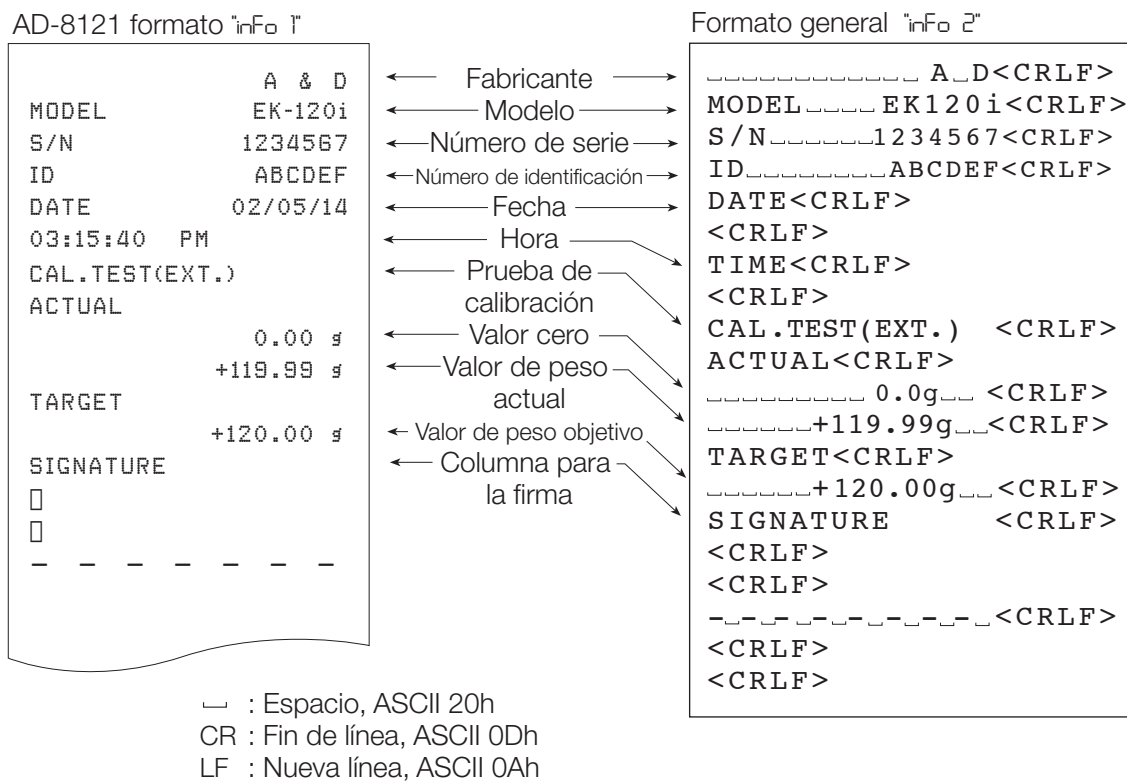 AD-8121 formato "inFo 1"
A & D
MODEL EK-120i
S/N 1234567
ID ABCDEF
DATE 02/05/14
03:15:40 PM
CAL.TEST(EXT.)
ACTUAL
0.00 g
+119.99 g
TARGET
+120.00 g
SIGNATURE
▯
▯
– – – – – – –
Fabricante
Modelo
Número de serie
Número de identificación
Fecha
Hora
Prueba de
calibración
Valor cero
Valor de peso
actual
Valor de peso objetivo
Columna para
la firma
Formato general "inFo 2"
␣␣␣␣␣␣␣␣␣␣␣␣ A␣D<CRLF>
MODEL␣␣␣␣EK120i<CRLF>
S/N␣␣␣␣␣␣1234567<CRLF>
ID␣␣␣␣␣␣␣␣ABCDEF<CRLF>
DATE<CRLF>
<CRLF>
TIME<CRLF>
<CRLF>
CAL.TEST(EXT.) <CRLF>
ACTUAL<CRLF>
␣␣␣␣␣␣␣␣␣ 0.0g␣␣ <CRLF>
␣␣␣␣␣␣+119.99g␣␣<CRLF>
TARGET<CRLF>
␣␣␣␣␣␣+120.00g␣␣ <CRLF>
SIGNATURE <CRLF>
<CRLF>
<CRLF>
–␣–␣–␣–␣–␣–␣–␣–␣<CRLF>
<CRLF>
<CRLF>
␣ : Espacio, ASCII 20h
CR : Fin de línea, ASCII 0Dh
LF : Nueva línea, ASCII 0Ah